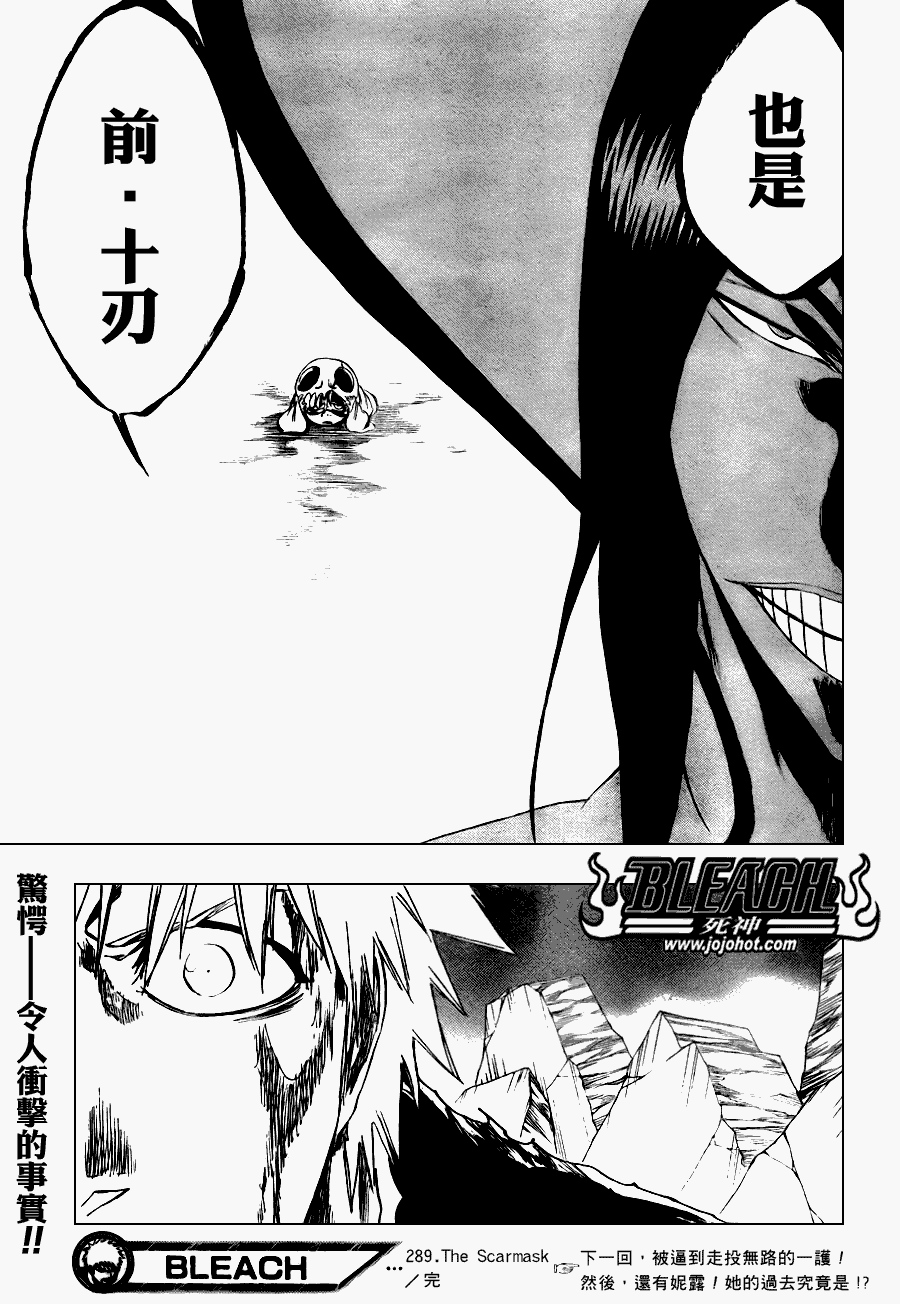 也是
前·十刃
驚愕——令人衝擊的事實!!
BLEACH
死神
www.jojohot.com
BLEACH
...289.The Scarmask
/完
☞下一回，被逼到走投無路的一護!
然後，還有妮露!她的過去究竟是!?